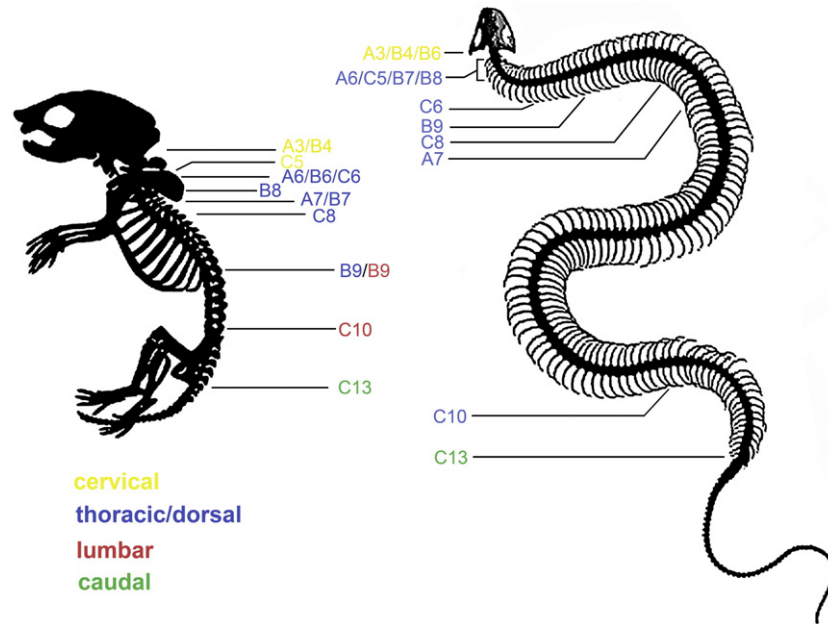 A3/B4
C5
A6/B6/C6
B8
A7/B7
C8
B9/B9
C10
C13
A3/B4/B6
A6/C5/B7/B8
C6
B9
C8
A7
C10
C13
cervical
thoracic/dorsal
lumbar
caudal